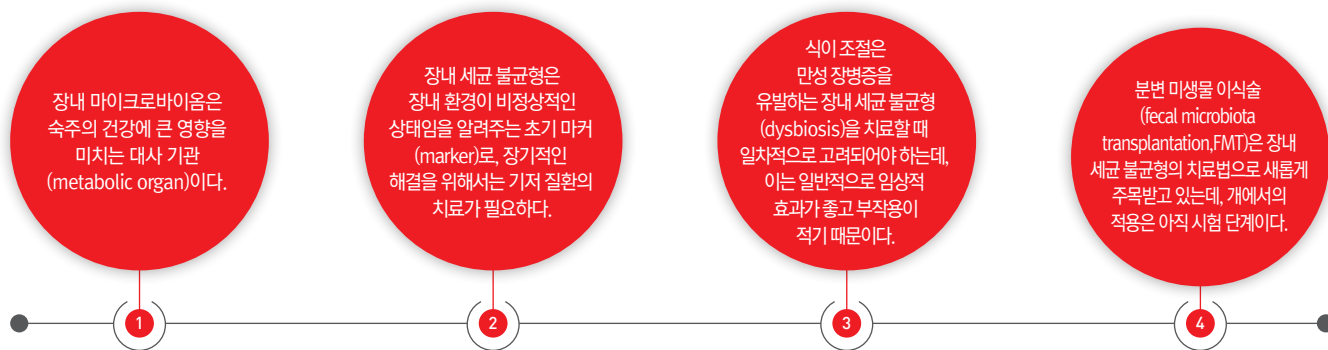 장내 마이크로바이옴은
숙주의 건강에 큰 영향을
미치는 대사 기관
(metabolic organ)이다.
1
장내 세균 불균형은
장내 환경이 비정상적인
상태임을 알려주는 초기 마커
(marker)로, 장기적인
해결을 위해서는 기저 질환의
치료가 필요하다.
2
식이 조절은
만성 장병증을
유발하는 장내 세균 불균형
(dysbiosis)을 치료할 때
일차적으로 고려되어야 하는데,
이는 일반적으로 임상적
효과가 좋고 부작용이
적기 때문이다.
3
분변 미생물 이식술
(fecal microbiota
transplantation,FMT)은 장내
세균 불균형의 치료법으로 새롭게
주목받고 있는데, 개에서의
적용은 아직 시험 단계이다.
4